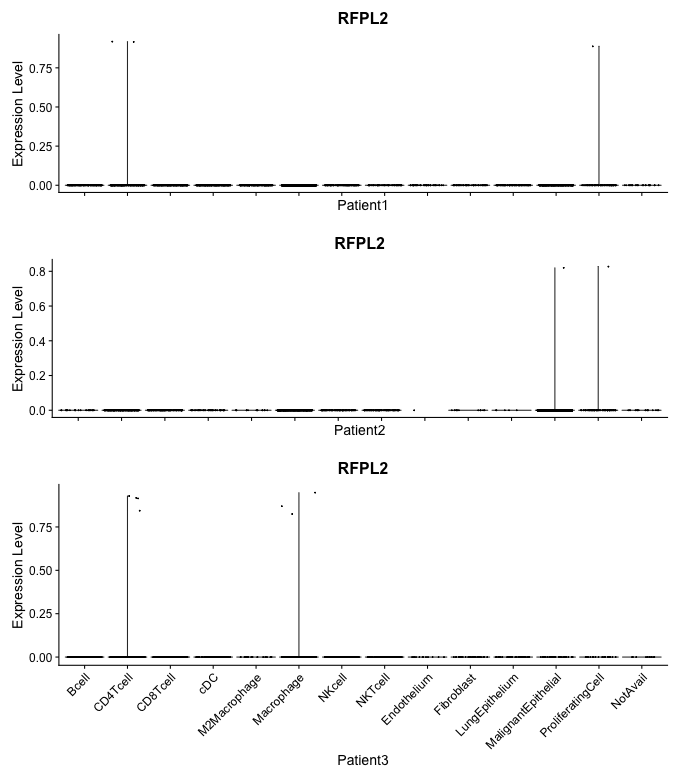 RFPL2
Expression Level
0.75
0.50
0.25
0.00
Patient1
RFPL2
Expression Level
0.8
0.6
0.4
0.2
0.0
Patient2
RFPL2
Expression Level
0.75
0.50
0.25
0.00
Bcell
CD4Tcell
CD8Tcell
cDC
M2Macrophage
Macrophage
NKcell
NKTcell
Endothelium
Fibroblast
LungEpithelium
MalignantEpithelial
ProliferatingCell
NotAvail
Patient3